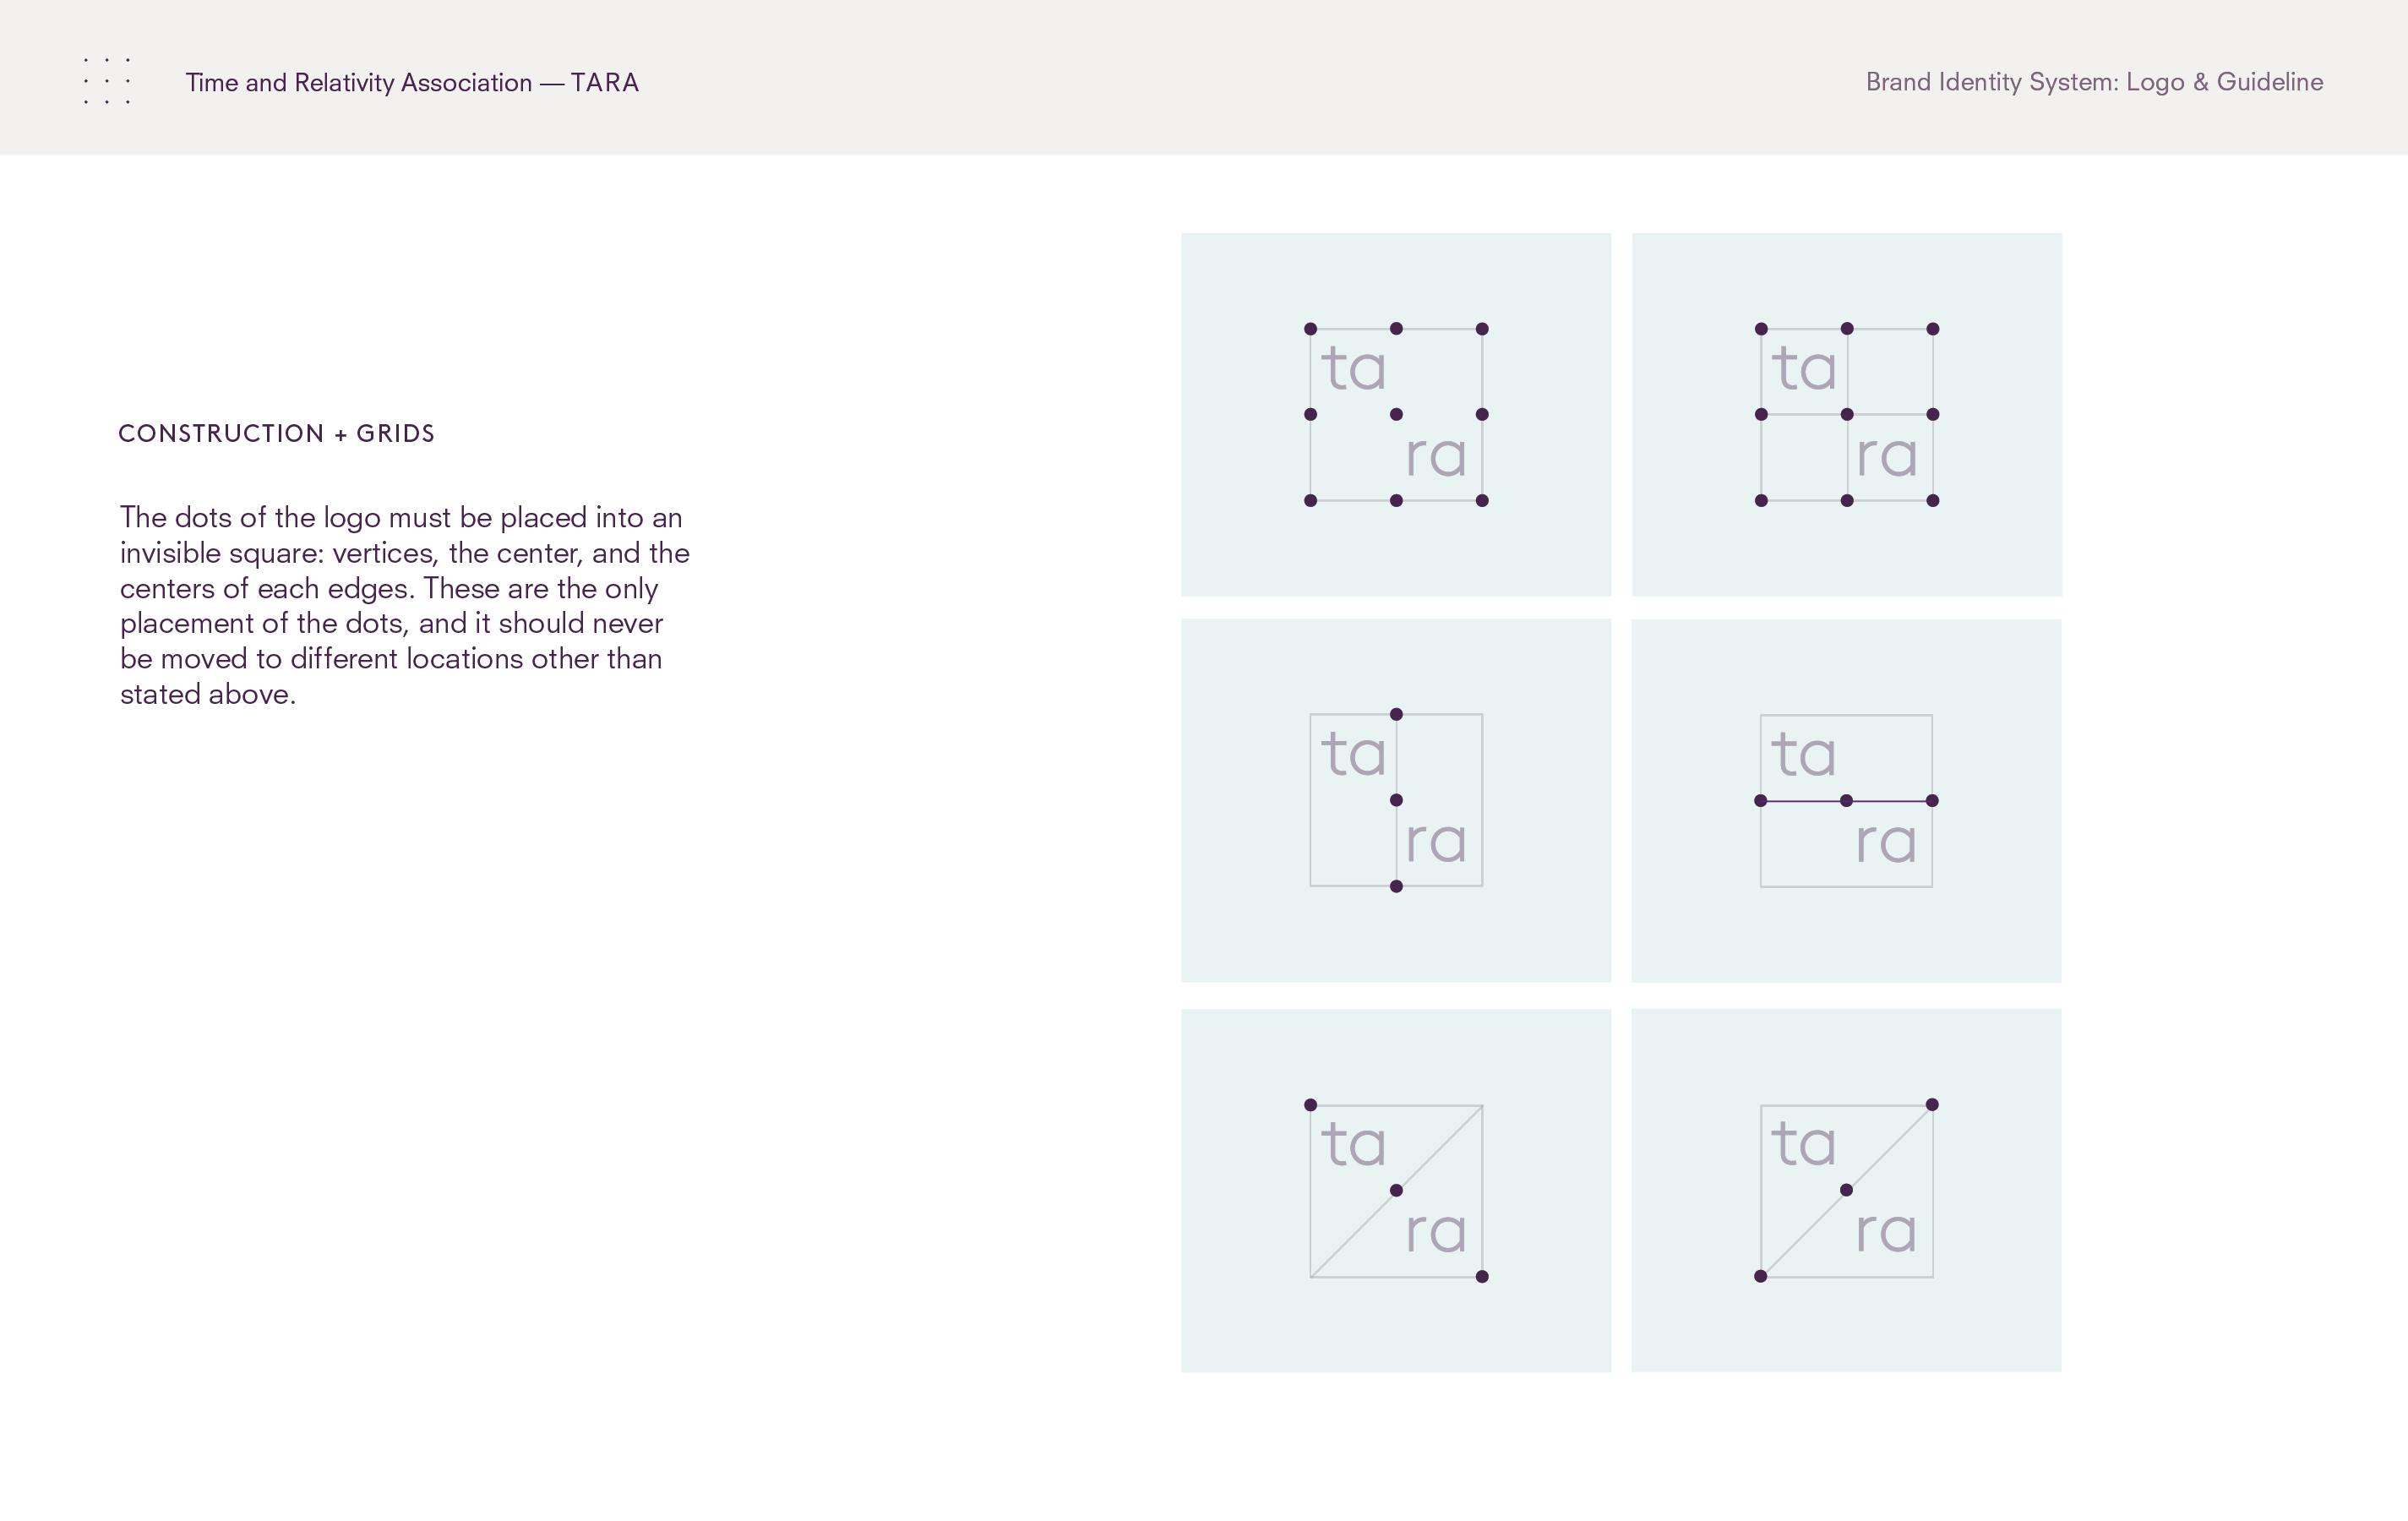 Time and Relativity Association — TARA
Brand Identity System: Logo & Guideline
CONSTRUCTION + GRIDS
The dots of the logo must be placed into an
invisible square: vertices, the center, and the
centers of each edges. These are the only
placement of the dots, and it should never
be moved to different locations other than
stated above.
ta
ra
ta
ra
ta
ra
ta
ra
ta
ra
ta
ra